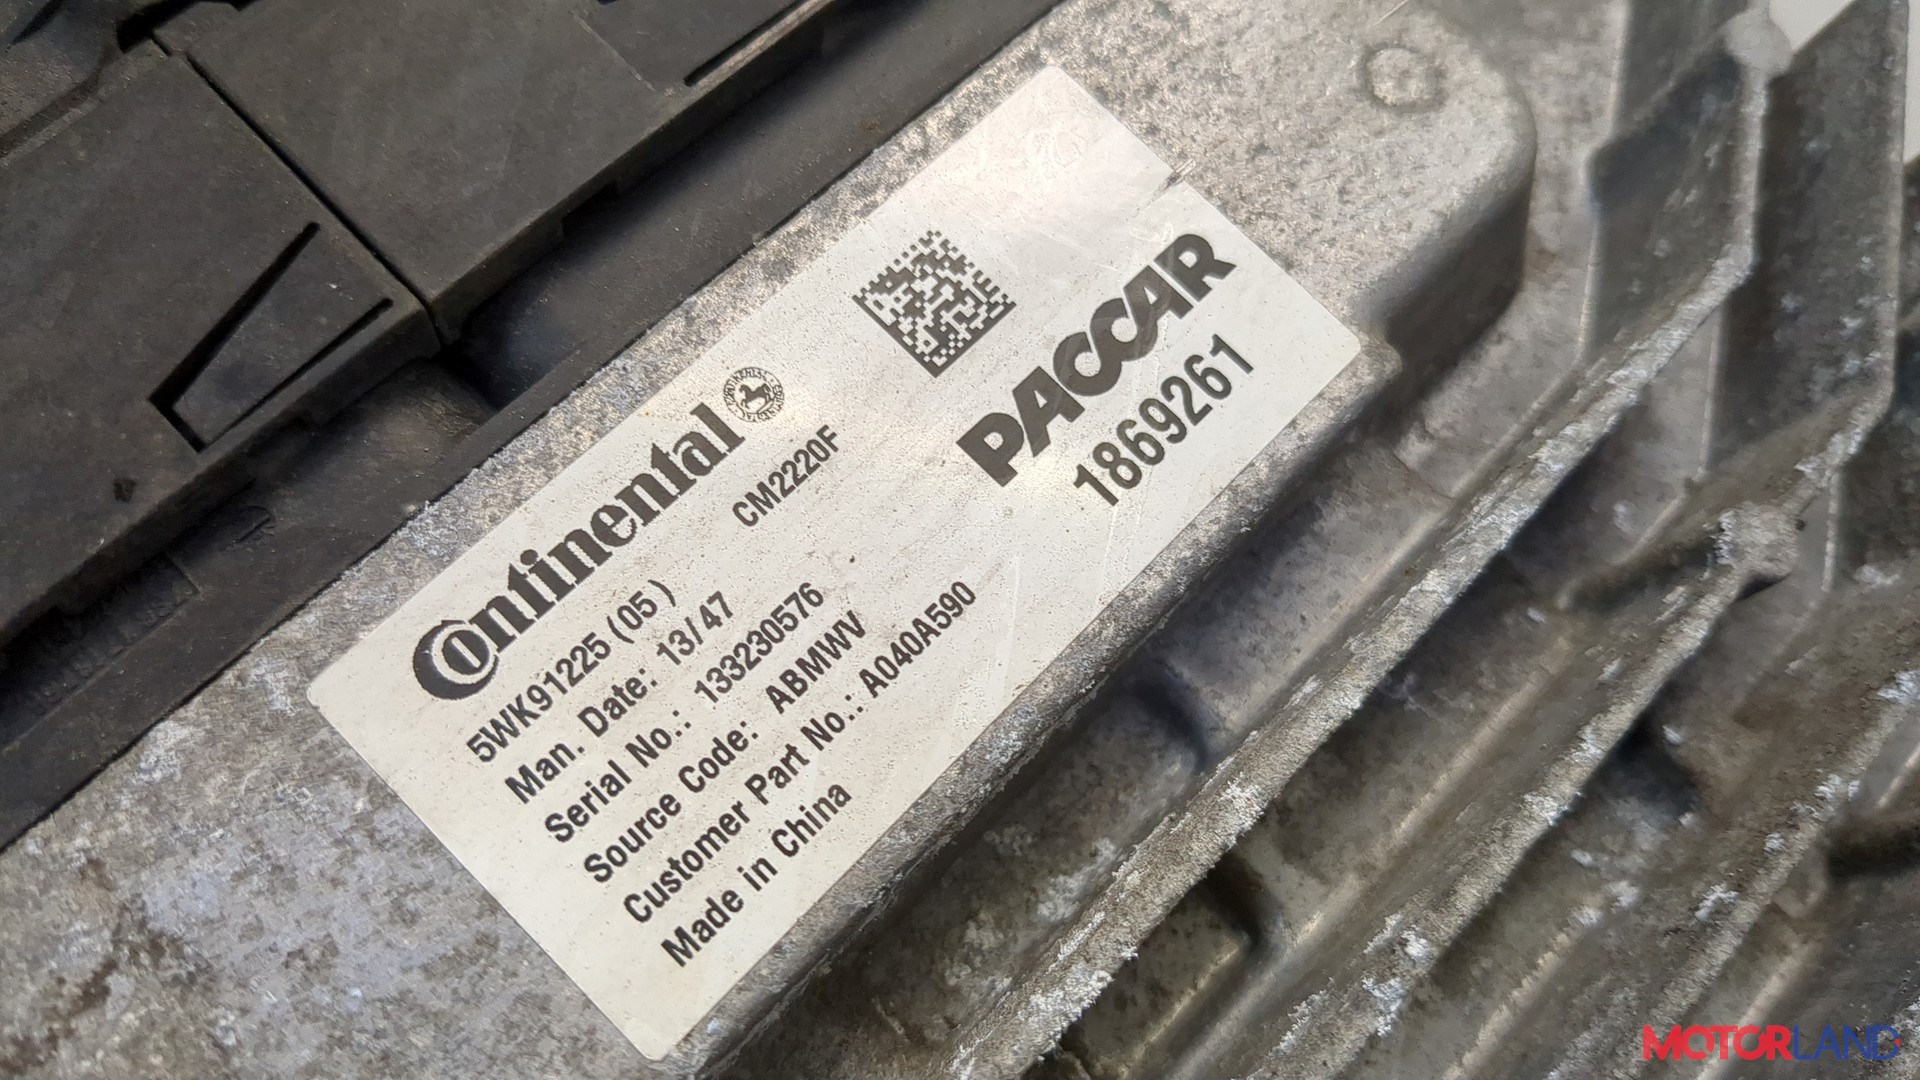 Continental
CM2220F
5WK91225 (05)
Man. Date: 13/47
Serial No.: 133230576
Source Code: ABMWV
Customer Part No.: A040A590
Made in China
PACCAR
1869261
MOTORLAND